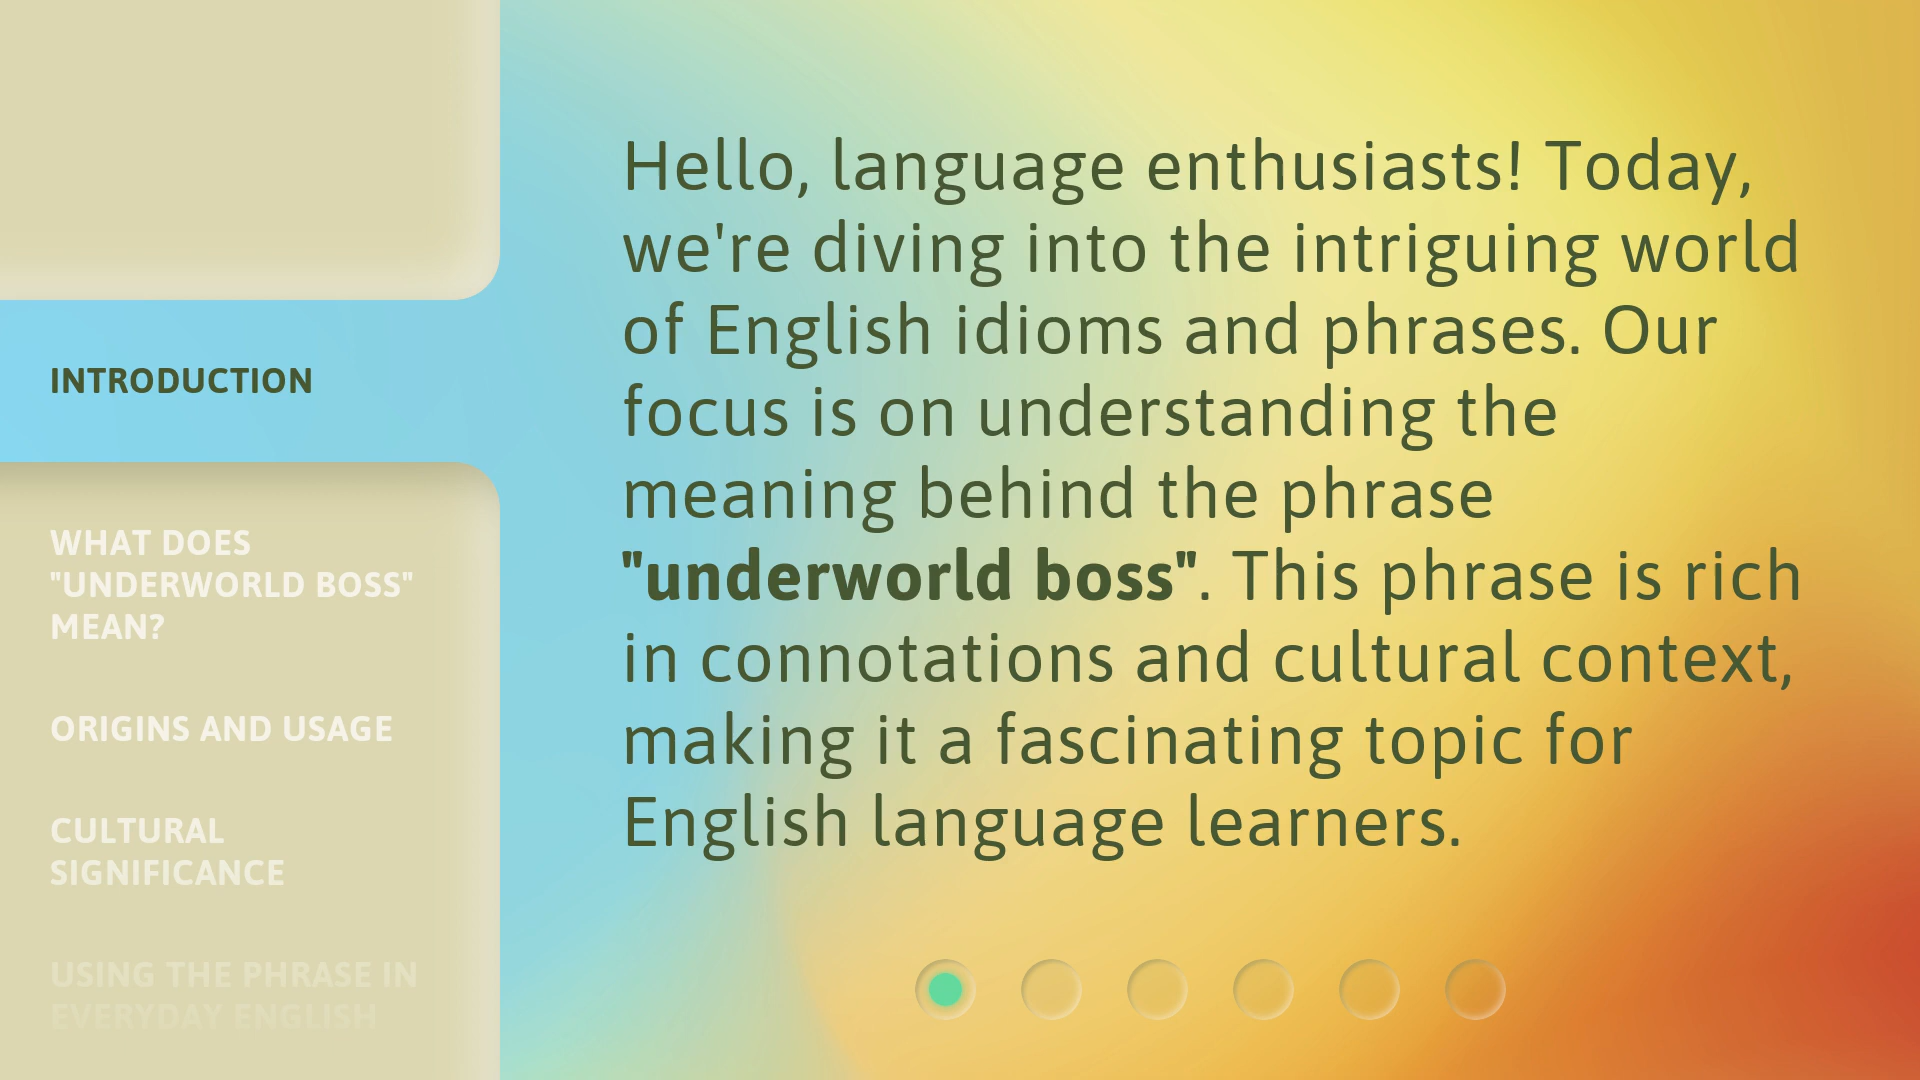 INTRODUCTION
WHAT DOES
"UNDERWORLD BOSS"
MEAN?
ORIGINS AND USAGE
CULTURAL
SIGNIFICANCE
USING THE PHRASE IN
EVERYDAY ENGLISH
Hello, language enthusiasts! Today,
we're diving into the intriguing world
of English idioms and phrases. Our
focus is on understanding the
meaning behind the phrase
"underworld boss". This phrase is rich
in connotations and cultural context,
making it a fascinating topic for
English language learners.